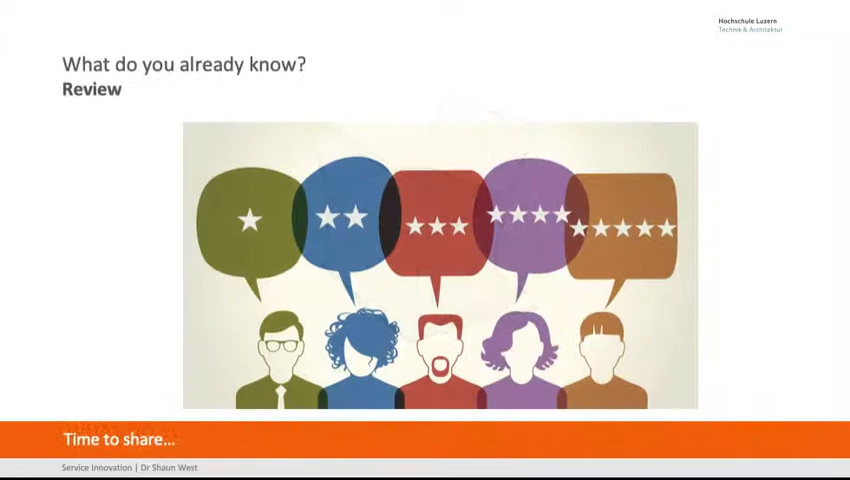 Hochschule Luzern
Technik & Architektur
What do you already know?
Review
Time to share...
Service Innovation | Dr Shaun West